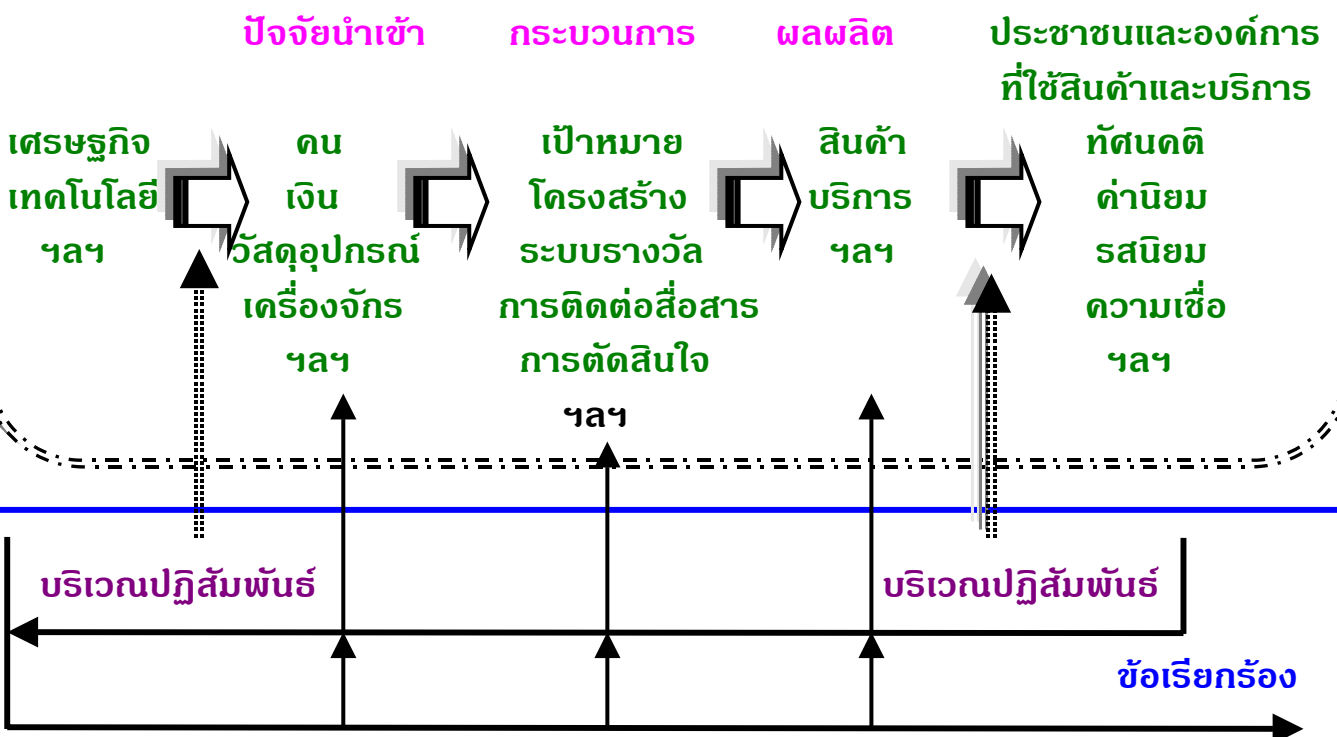 ปัจจัยนำเข้า กระบวนการ ผลผลิต ประชาชนและองค์การ
ที่ใช้สินค้าและบริการ
เศรษฐกิจ คน เป้าหมาย สินค้า ทัศนคติ
เทคโนโลยี เงิน โครงสร้าง บริการ ค่านิยม
ฯลฯ วัสดุอุปกรณ์ ระบบรางวัล ฯลฯ รสนิยม
เครื่องจักร การติดต่อสื่อสาร ความเชื่อ
ฯลฯ การตัดสินใจ ฯลฯ
ฯลฯ
บริเวณปฏิสัมพันธ์ บริเวณปฏิสัมพันธ์
ข้อเรียกร้อง